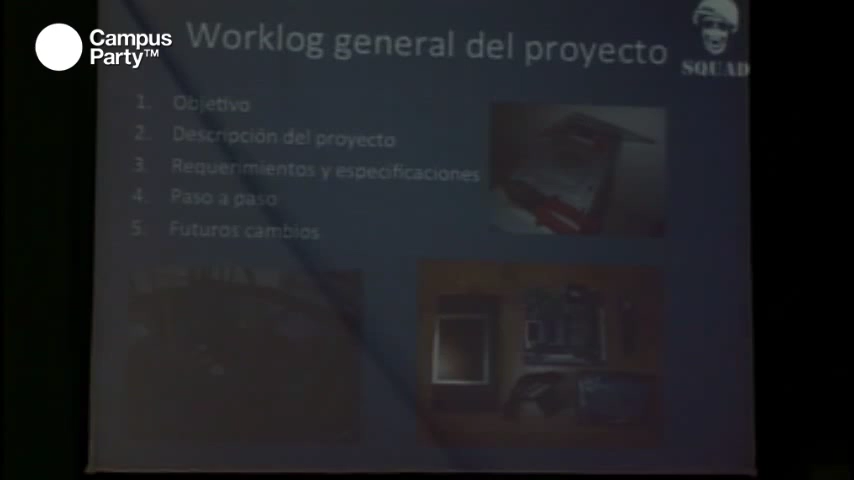 Campus
Party™
Worklog general del proyecto
SQUAD
1. Objetivo
2. Descripción del proyecto
3. Requerimientos y especificaciones
4. Paso a paso
5. Futuros cambios